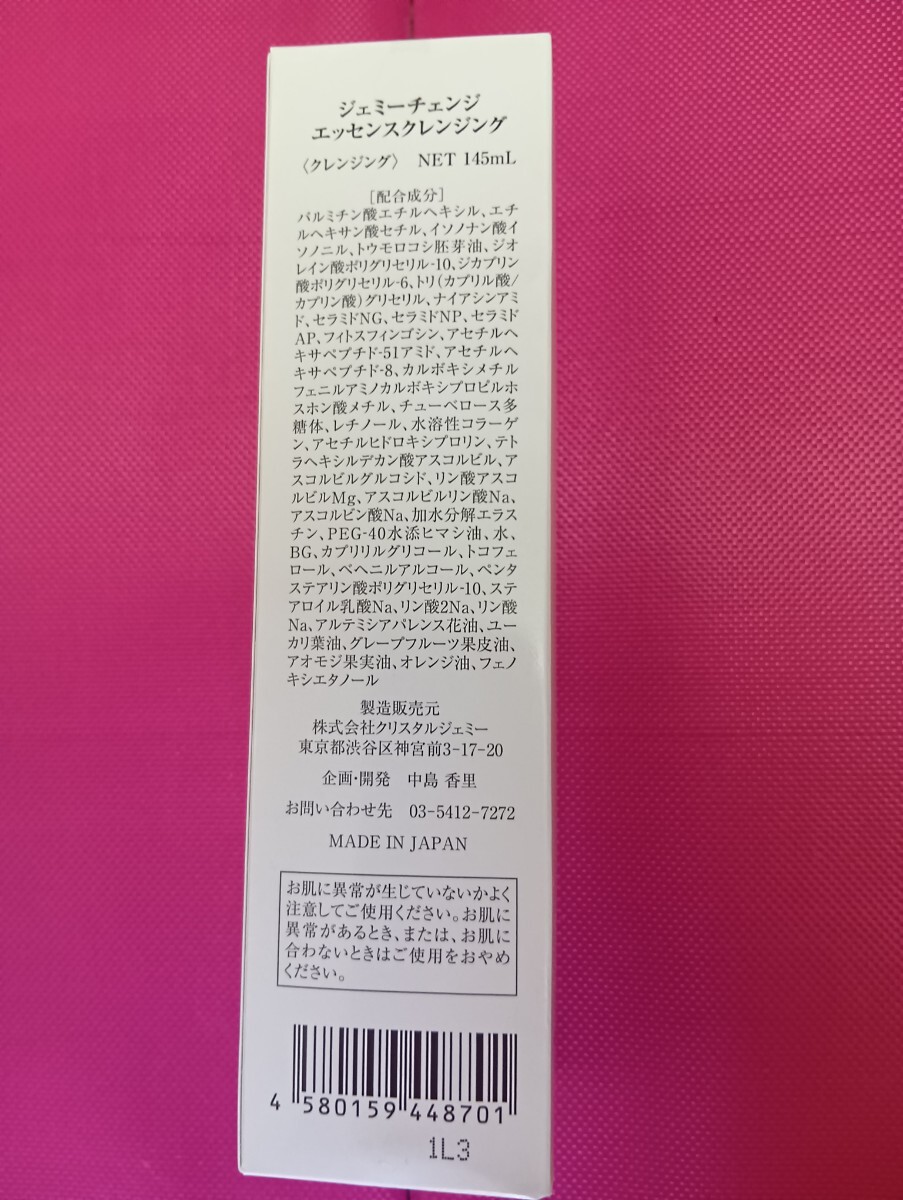 ジェミーチェンジ
エッセンスクレンジング
〈クレンジング〉 NET 145mL
[配合成分]
パルミチン酸エチルヘキシル、エチ
ルヘキサン酸セチル、イソノナン酸イ
ソノニル、トウモロコシ胚芽油、ジオ
レイン酸ポリグリセリル-10、ジカプリン
酸ポリグリセリル-6、トリ(カプリル酸/
カプリン酸)グリセリル、ナイアシンアミ
ド、セラミドNG、セラミドNP、セラミド
AP、フィトスフィンゴシン、アセチルヘ
キサペプチド-51アミド、アセチルヘ
キサペプチド-8、カルボキシメチル
フェニルアミノカルボキシプロピルホ
スホン酸メチル、チューベロース多
糖体、レチノール、水溶性コラーゲ
ン、アセチルヒドロキシプロリン、テト
ラヘキシルデカン酸アスコルビル、ア
スコルビルグルコシド、リン酸アスコ
ルビルMg、アスコルビルリン酸Na、
アスコルビン酸Na、加水分解エラス
チン、PEG-40水添ヒマシ油、水、
BG、カプリリルグリコール、トコフェ
ロール、ベヘニルアルコール、ペンタ
ステアリン酸ポリグリセリル-10、ステ
アロイル乳酸Na、リン酸2Na、リン酸
Na、アルテミシアパレンス花油、ユー
カリ葉油、グレープフルーツ果皮油、
アオモジ果実油、オレンジ油、フェノ
キシエタノール
製造販売元
株式会社クリスタルジェミー
東京都渋谷区神宮前3-17-20
企画・開発 中島 香里
お問い合わせ先 03-5412-7272
MADE IN JAPAN
お肌に異常が生じていないかよく
注意してご使用ください。お肌に
異常があるとき、または、お肌に
合わないときはご使用をおやめ
ください。
4 580159 448701
1L3